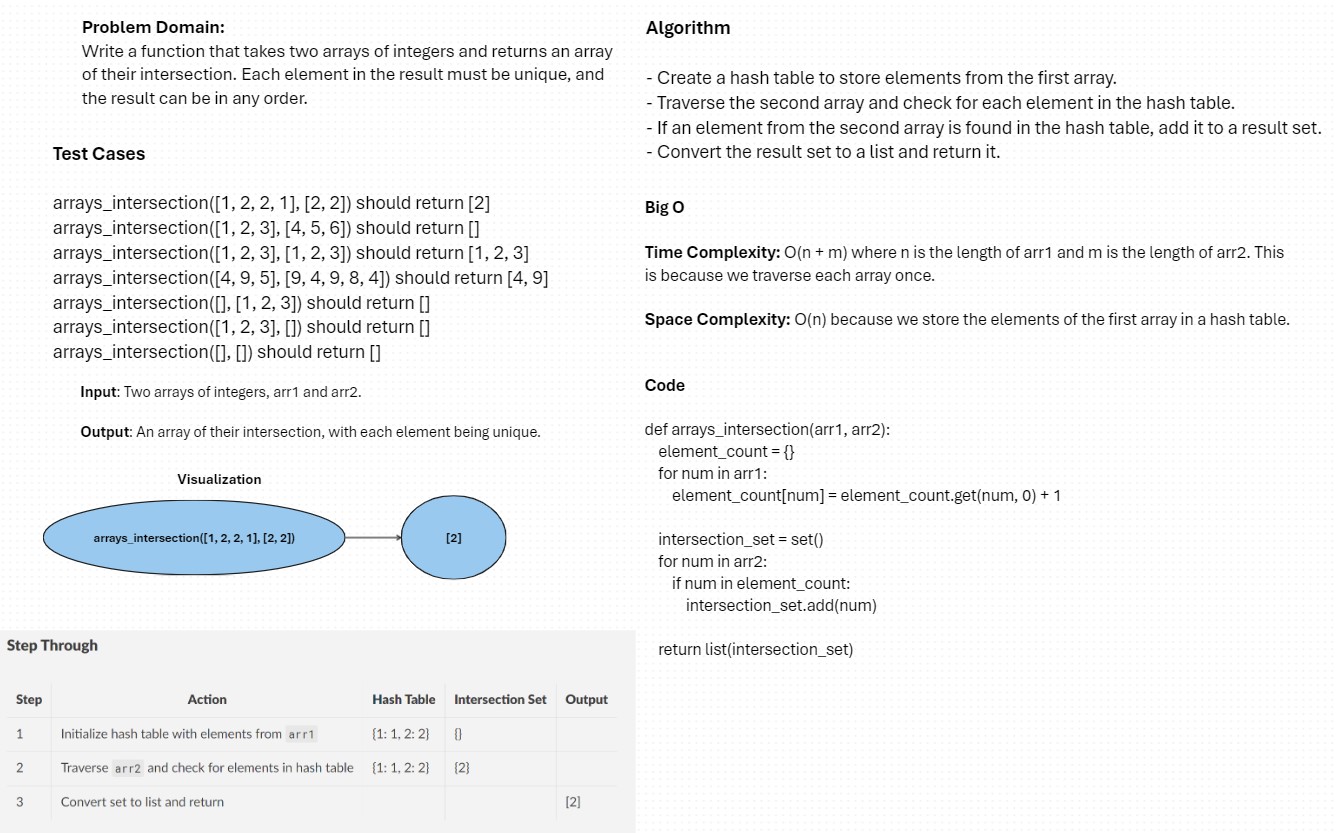 Problem Domain:
Write a function that takes two arrays of integers and returns an array
of their intersection. Each element in the result must be unique, and
the result can be in any order.
Test Cases
arrays_intersection([1, 2, 2, 1], [2, 2]) should return [2]
arrays_intersection([1, 2, 3], [4, 5, 6]) should return []
arrays_intersection([1, 2, 3], [1, 2, 3]) should return [1, 2, 3]
arrays_intersection([4, 9, 5], [9, 4, 9, 8, 4]) should return [4, 9]
arrays_intersection([], [1, 2, 3]) should return []
arrays_intersection([1, 2, 3], []) should return []
arrays_intersection([], []) should return []
Input: Two arrays of integers, arr1 and arr2.
Output: An array of their intersection, with each element being unique.
Visualization
arrays_intersection([1, 2, 2, 1], [2, 2])
[2]
Step Through
Step Action Hash Table Intersection Set Output
1 Initialize hash table with elements from arr1 {1: 1, 2: 2} {}
2 Traverse arr2 and check for elements in hash table {1: 1, 2: 2} {2}
3 Convert set to list and return [2]
Algorithm
- Create a hash table to store elements from the first array.
- Traverse the second array and check for each element in the hash table.
- If an element from the second array is found in the hash table, add it to a result set.
- Convert the result set to a list and return it.
Big O
Time Complexity: O(n + m) where n is the length of arr1 and m is the length of arr2. This
is because we traverse each array once.
Space Complexity: O(n) because we store the elements of the first array in a hash table.
Code
def arrays_intersection(arr1, arr2):
element_count = {}
for num in arr1:
element_count[num] = element_count.get(num, 0) + 1
intersection_set = set()
for num in arr2:
if num in element_count:
intersection_set.add(num)
return list(intersection_set)